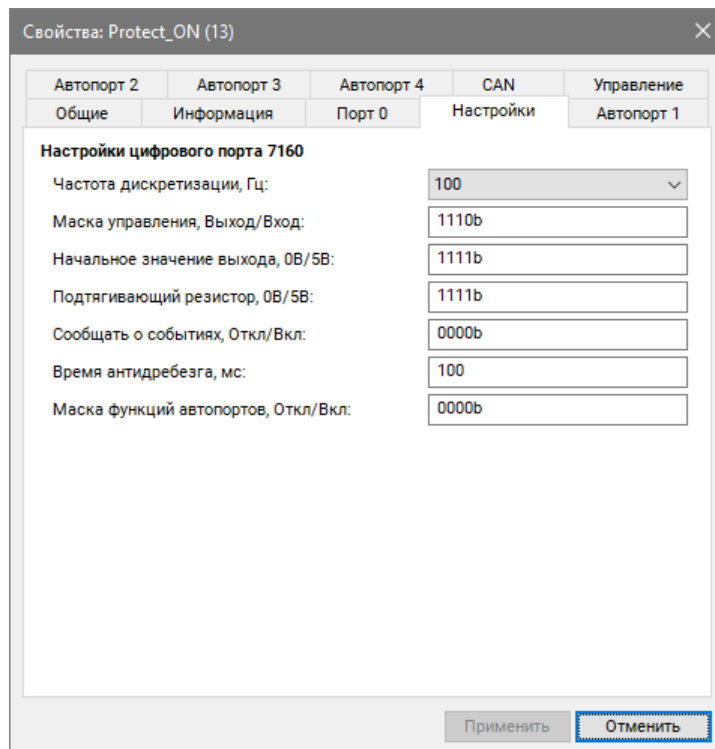 Свойства: Protect_ON (13)
Автопорт 2 Автопорт 3 Автопорт 4 CAN Управление
Общие Информация Порт 0 Настройки Автопорт 1
Настройки цифрового порта 7160
Частота дискретизации, Гц: 100
Маска управления, Выход/Вход: 1110b
Начальное значение выхода, 0В/5В: 1111b
Подтягивающий резистор, 0В/5В: 1111b
Сообщать о событиях, Откл/Вкл: 0000b
Время антидребезга, мс: 100
Маска функций автопортов, Откл/Вкл: 0000b
Применить Отменить